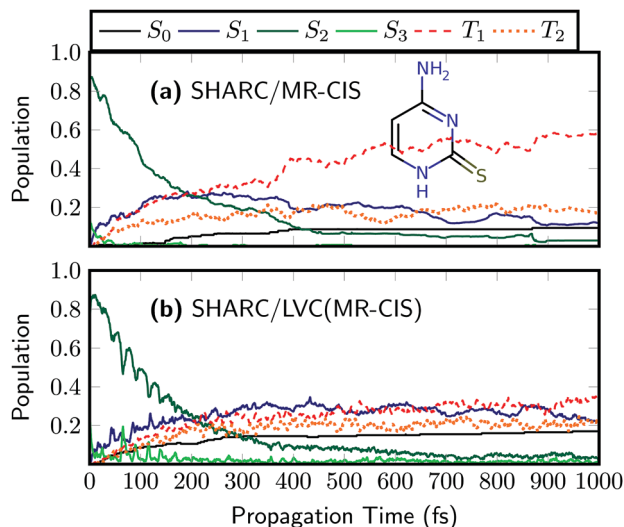 S₀ S₁ S₂ S₃ T₁ T₂
1.0
0.8
0.6
0.4
0.2
Population
(a) SHARC/MR-CIS
NH₂
N
N
H
S
1.0
0.8
0.6
0.4
0.2
Population
(b) SHARC/LVC(MR-CIS)
0 100 200 300 400 500 600 700 800 900 1000
Propagation Time (fs)